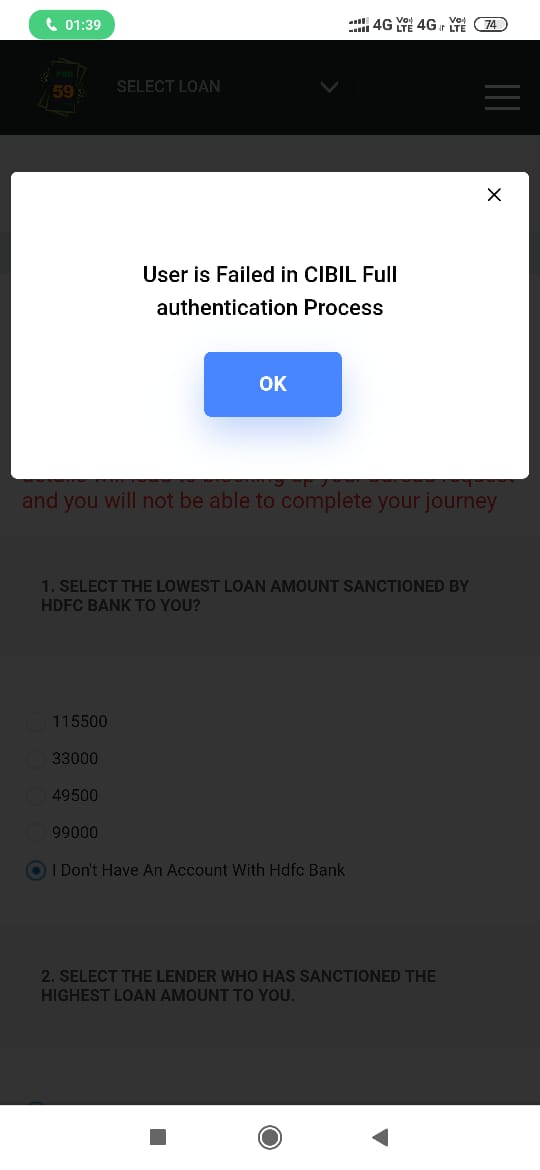 01:39
4G Vo) LTE 4G Vo) LTE 74
PSB
59
SELECT LOAN
User is Failed in CIBIL Full
authentication Process
OK
and you will not be able to complete your journey
1. SELECT THE LOWEST LOAN AMOUNT SANCTIONED BY
HDFC BANK TO YOU?
115500
33000
49500
99000
I Don't Have An Account With Hdfc Bank
2. SELECT THE LENDER WHO HAS SANCTIONED THE
HIGHEST LOAN AMOUNT TO YOU.